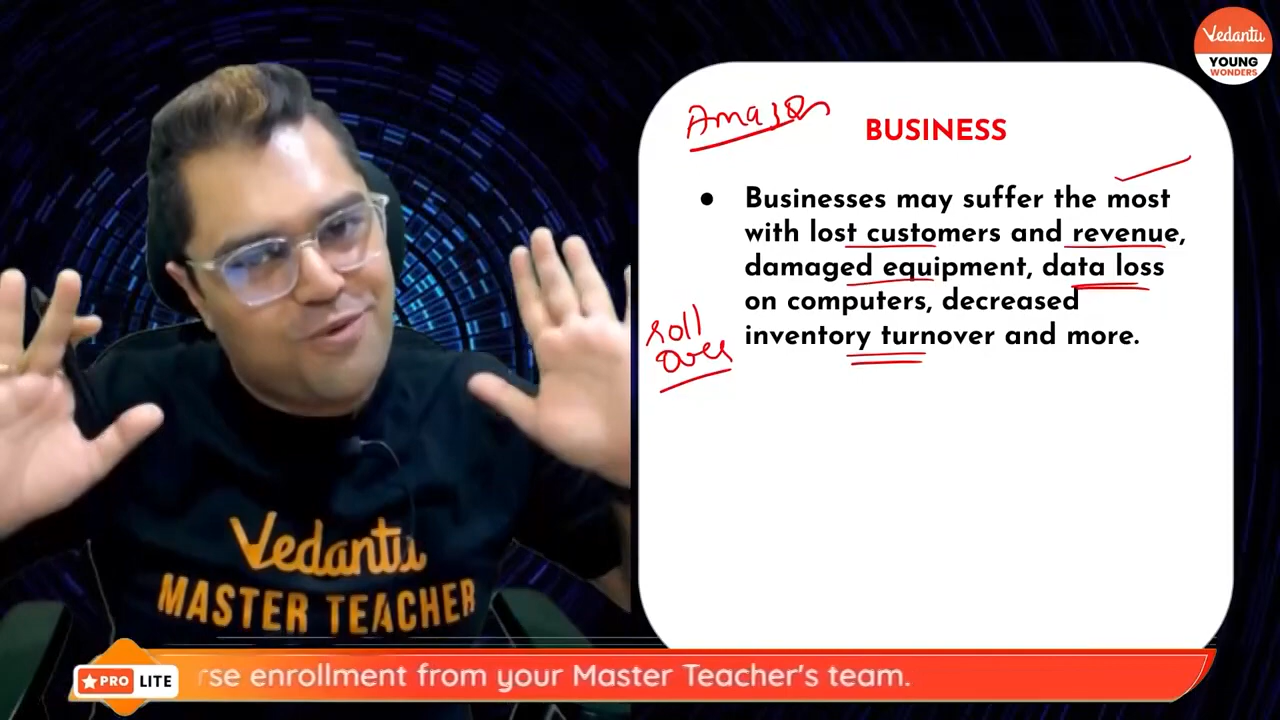 Vedantu
YOUNG
WONDERS
Amazon
BUSINESS
● Businesses may suffer the most
with lost customers and revenue,
damaged equipment, data loss
on computers, decreased
inventory turnover and more.
roll
over
Vedantu
MASTER TEACHER
PRO LITE
rse enrollment from your Master Teacher's team.